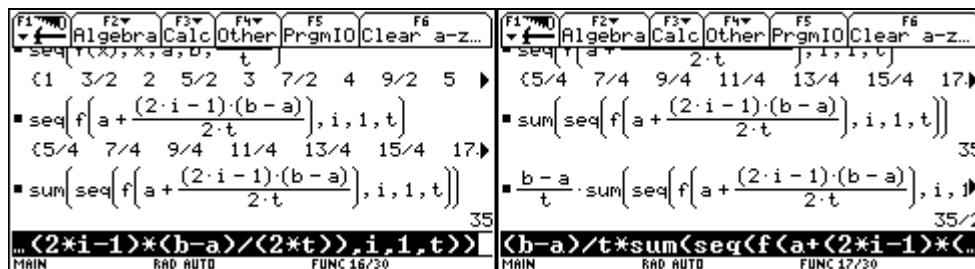 F1 F2 F3 F4 F5 F6
Algebra Calc Other PrgmIO Clear a-z…
t
{1 3/2 2 5/2 3 7/2 4 9/2 5
seq(f(a + (2·i − 1)·(b − a) / 2·t), i, 1, t)
{5/4 7/4 9/4 11/4 13/4 15/4 17.
sum(seq(f(a + (2·i − 1)·(b − a) / 2·t), i, 1, t))
35
…(2*i-1)*(b-a)/(2*t)),i,1,t))
MAIN RAD AUTO FUNC 16/30
F1 F2 F3 F4 F5 F6
Algebra Calc Other PrgmIO Clear a-z…
2·t
{5/4 7/4 9/4 11/4 13/4 15/4 17.
sum(seq(f(a + (2·i − 1)·(b − a) / 2·t), i, 1, t))
35
b − a / t · sum(seq(f(a + (2·i − 1)·(b − a) / 2·t), i, 1
35/2
(b-a)/t*sum(seq(f(a+(2*i-1)*(…
MAIN RAD AUTO FUNC 17/30